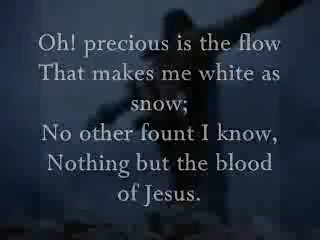 Oh! precious is the flow
That makes me white as
snow;
No other fount I know,
Nothing but the blood
of Jesus.